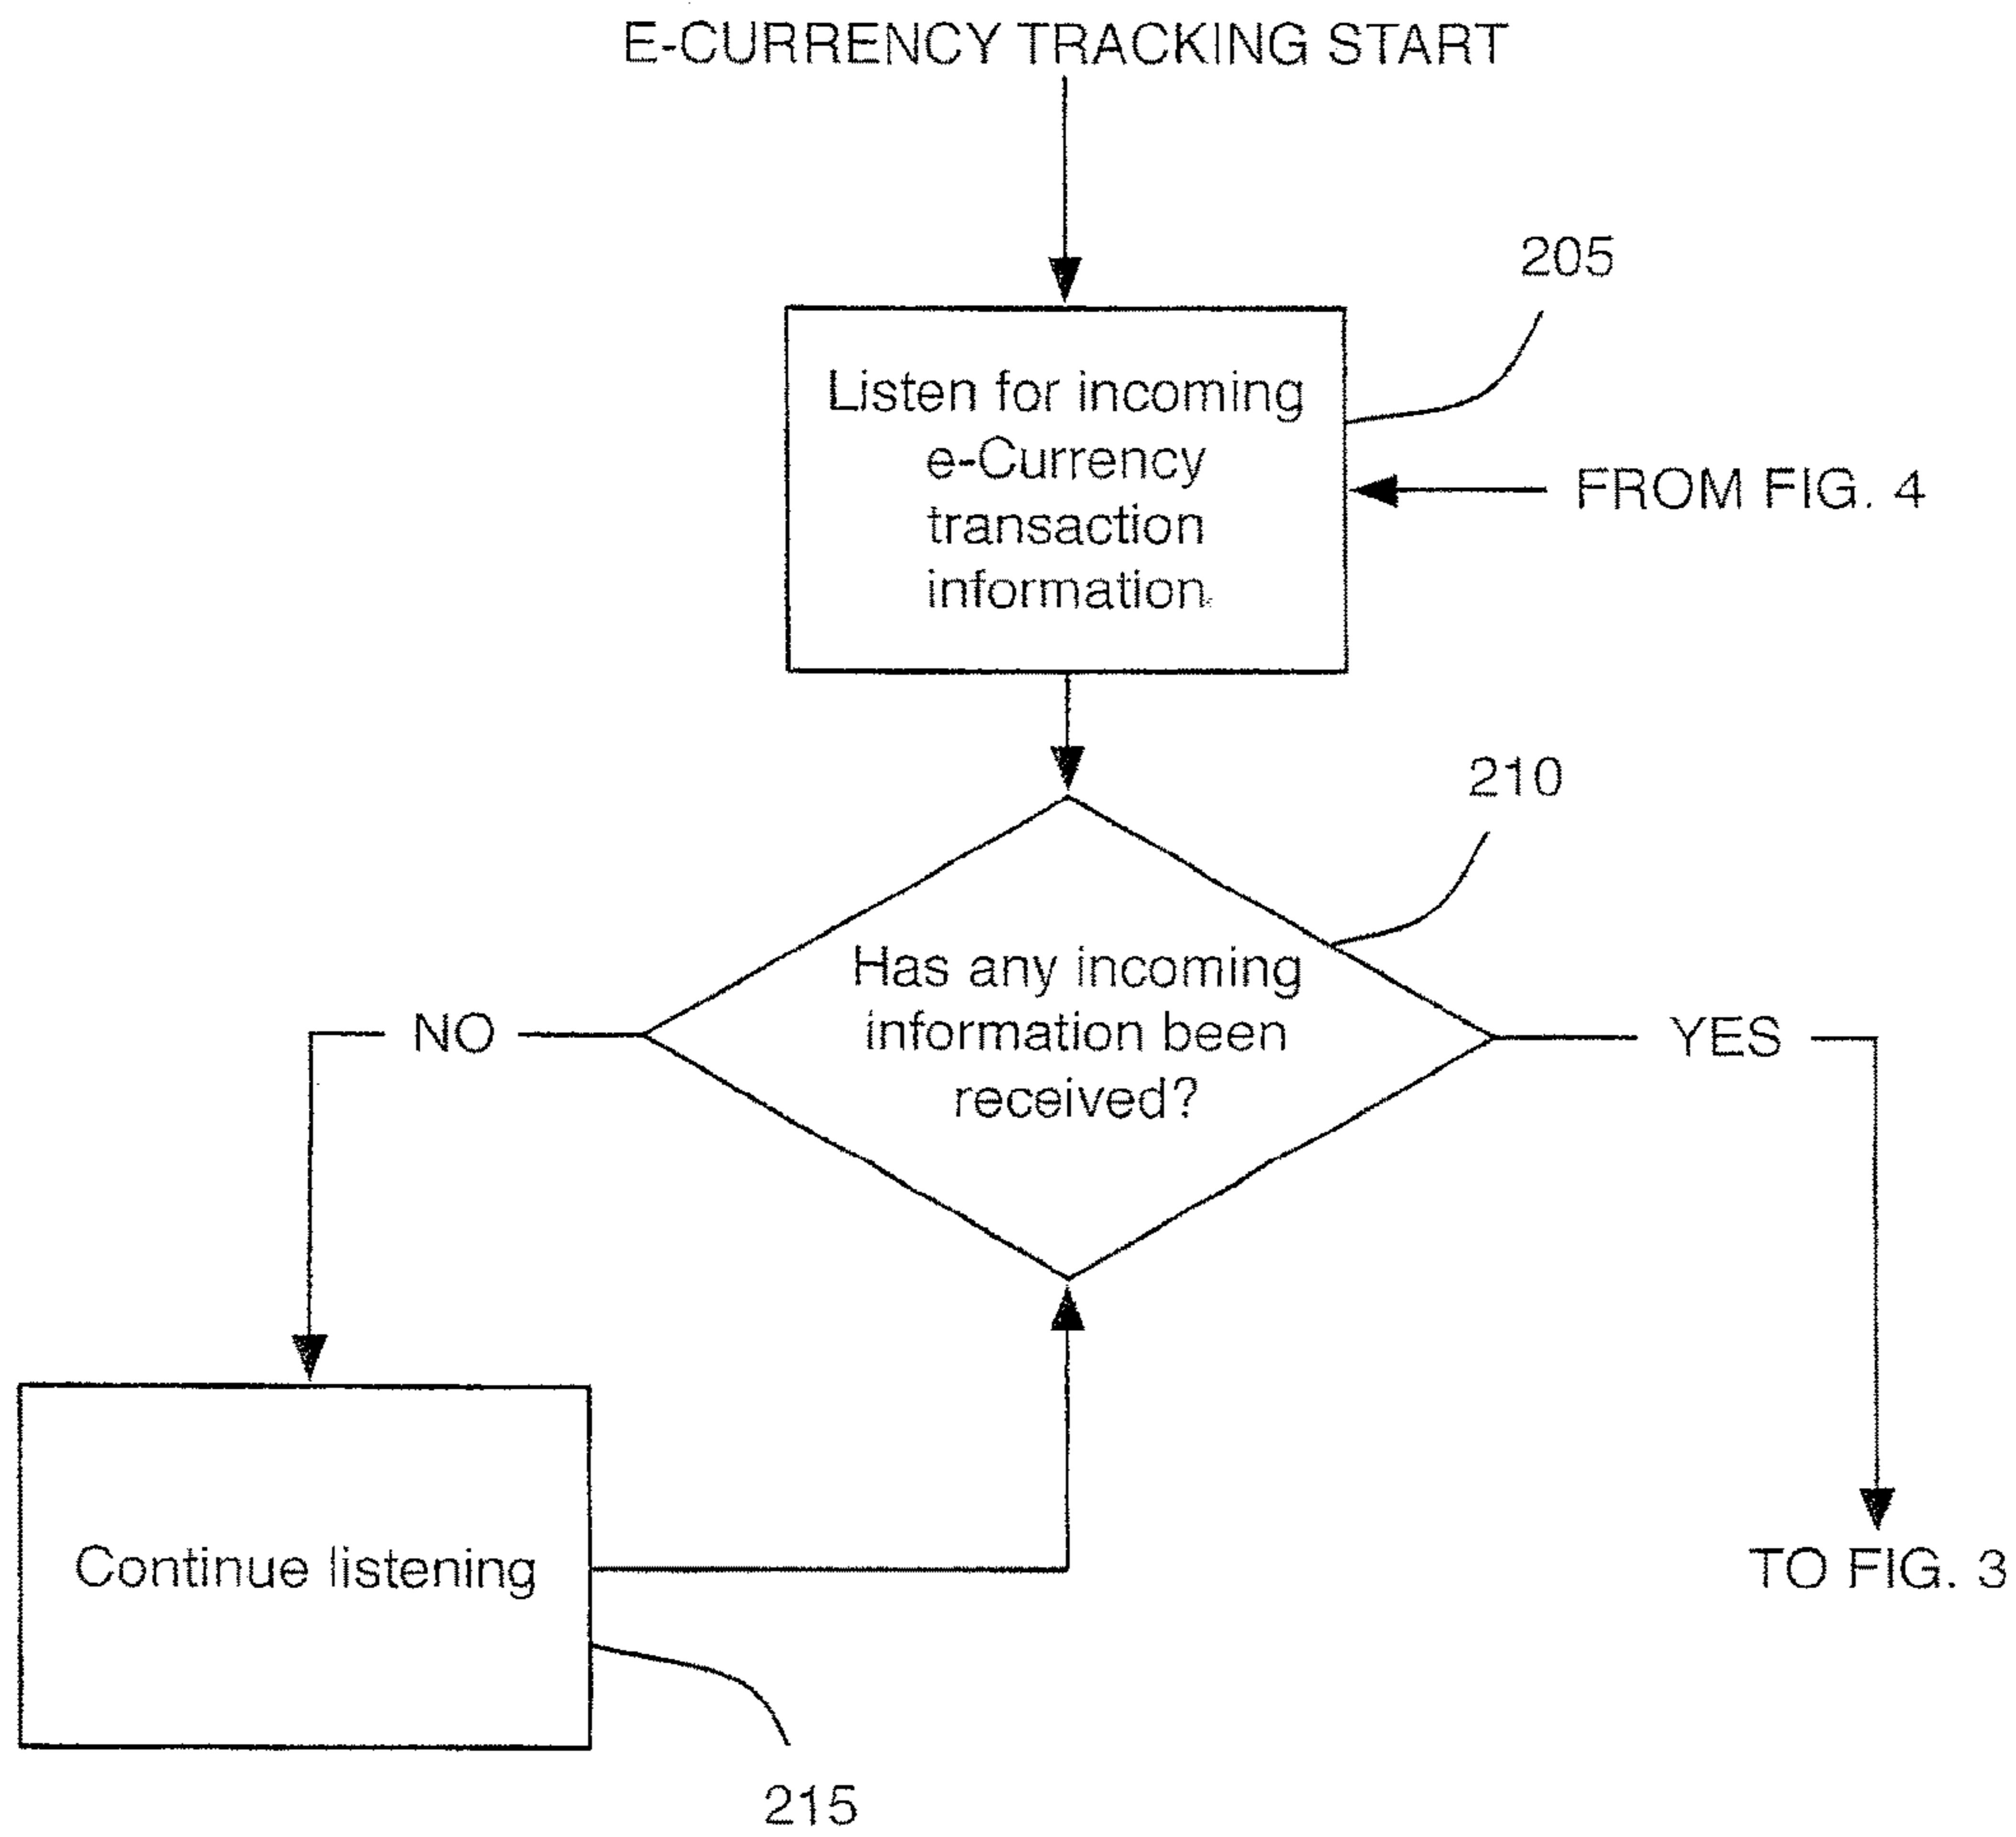 E-CURRENCY TRACKING START
205
Listen for incoming
e-Currency
transaction
information
FROM FIG. 4
210
Has any incoming
information been
received?
NO
YES
Continue listening
TO FIG. 3
215